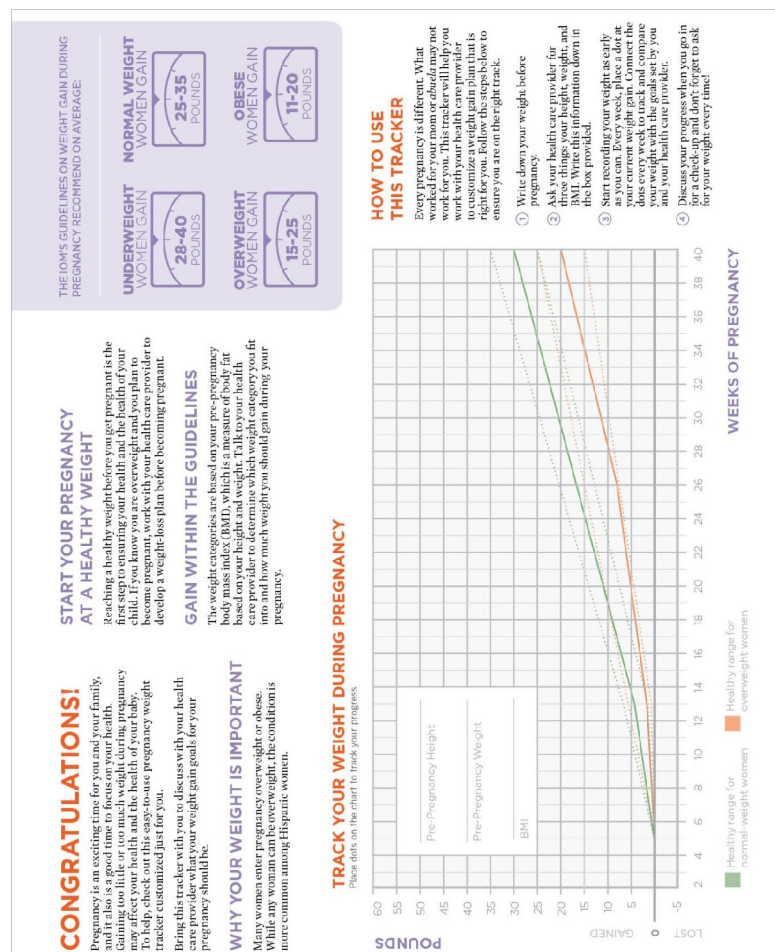 CONGRATULATIONS!
Pregnancy is an exciting time for you and your family,
and it also is a good time to focus on your health.
Gaining too little or too much weight during pregnancy
may affect your health and the health of your baby.
To help, check out this easy-to-use pregnancy weight
tracker customized just for you.
Bring this tracker with you to discuss with your health
care provider what your weight gain goals for your
pregnancy should be.
WHY YOUR WEIGHT IS IMPORTANT
Many women enter pregnancy overweight or obese.
While any woman can be overweight, the condition is
more common among Hispanic women.
START YOUR PREGNANCY
AT A HEALTHY WEIGHT
Reaching a healthy weight before you get pregnant is the
first step to ensuring your health and the health of your
child. If you know you are overweight and you plan to
become pregnant, work with your health care provider to
develop a weight-loss plan before becoming pregnant.
GAIN WITHIN THE GUIDELINES
The weight categories are based on your pre-pregnancy
body mass index (BMI), which is a measure of body fat
based on your height and weight. Talk to your health
care provider to determine which weight category you fit
into and how much weight you should gain during your
pregnancy.
THE IOM'S GUIDELINES ON WEIGHT GAIN DURING
PREGNANCY RECOMMEND ON AVERAGE:
UNDERWEIGHT
WOMEN GAIN
28-40
POUNDS
NORMAL WEIGHT
WOMEN GAIN
25-35
POUNDS
OVERWEIGHT
WOMEN GAIN
15-25
POUNDS
OBESE
WOMEN GAIN
11-20
POUNDS
TRACK YOUR WEIGHT DURING PREGNANCY
Place dots on the chart to track your progress
Pre-Pregnancy Height
Pre-Pregnancy Weight
BMI
POUNDS
GAINED
LOST
60
55
50
45
40
35
30
25
20
15
10
5
0
-5
2 4 6 8 10 12 14 16 18 20 22 24 26 28 30 32 34 36 38 40
WEEKS OF PREGNANCY
Healthy range for
normal-weight women
Healthy range for
overweight women
HOW TO USE
THIS TRACKER
Every pregnancy is different. What
worked for your mom or abuela may not
work for you. This tracker will help you
work with your health care provider
to customize a weight gain plan that is
right for you. Follow the steps below to
ensure you are on the right track.
1 Write down your weight before
pregnancy.
2 Ask your health care provider for
three things: your height, weight, and
BMI. Write this information down in
the box provided.
3 Start recording your weight as early
as you can. Every week, place a dot at
your current weight gain. Connect the
dots every week to track and compare
your weight with the goals set by you
and your health care provider.
4 Discuss your progress when you go in
for a check-up and don't forget to ask
for your weight every time!